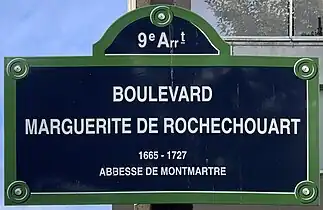 9e Arrt
BOULEVARD
MARGUERITE DE ROCHECHOUART
1665 - 1727
ABBESSE DE MONTMARTRE